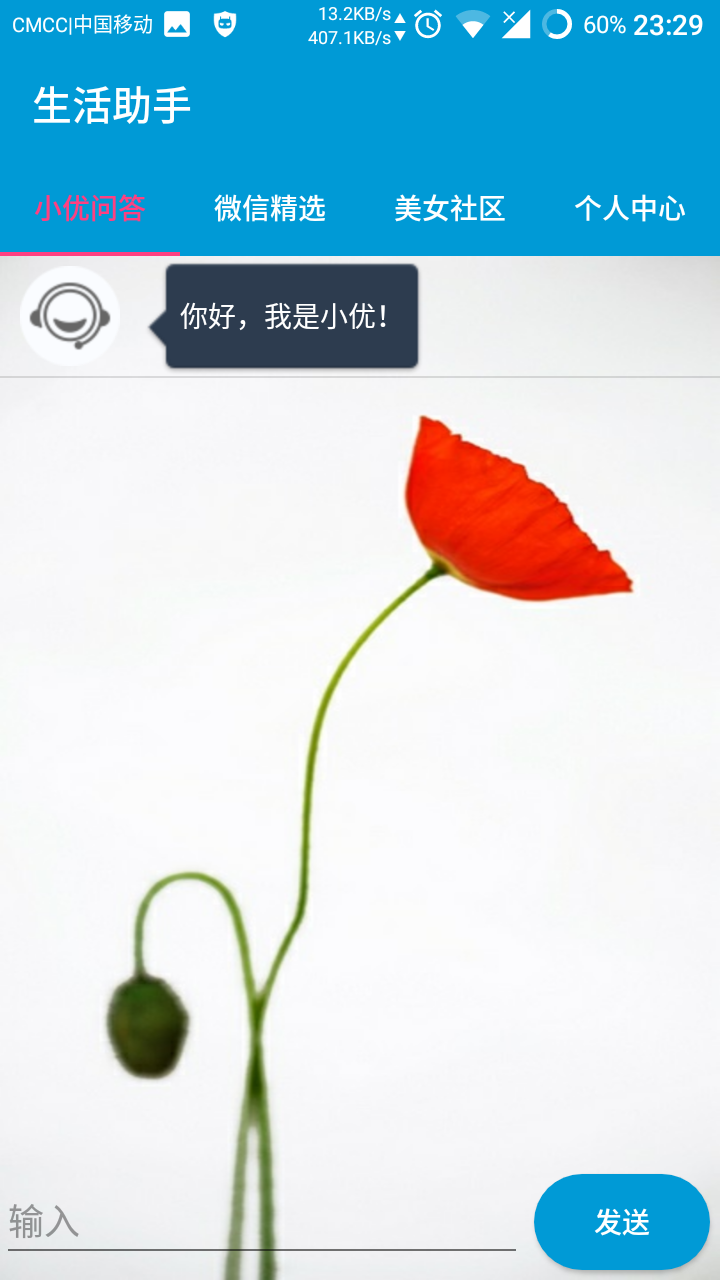 CMCC|中国移动
13.2KB/s
407.1KB/s
60% 23:29
生活助手
小优问答 微信精选 美女社区 个人中心
你好，我是小优！
输入
发送